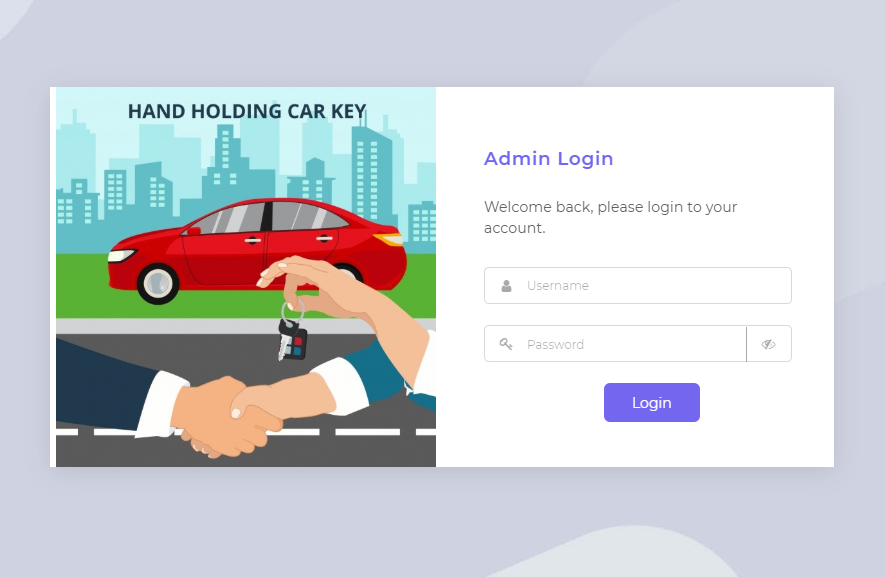 HAND HOLDING CAR KEY
Admin Login
Welcome back, please login to your
account.
Username
Password
Login